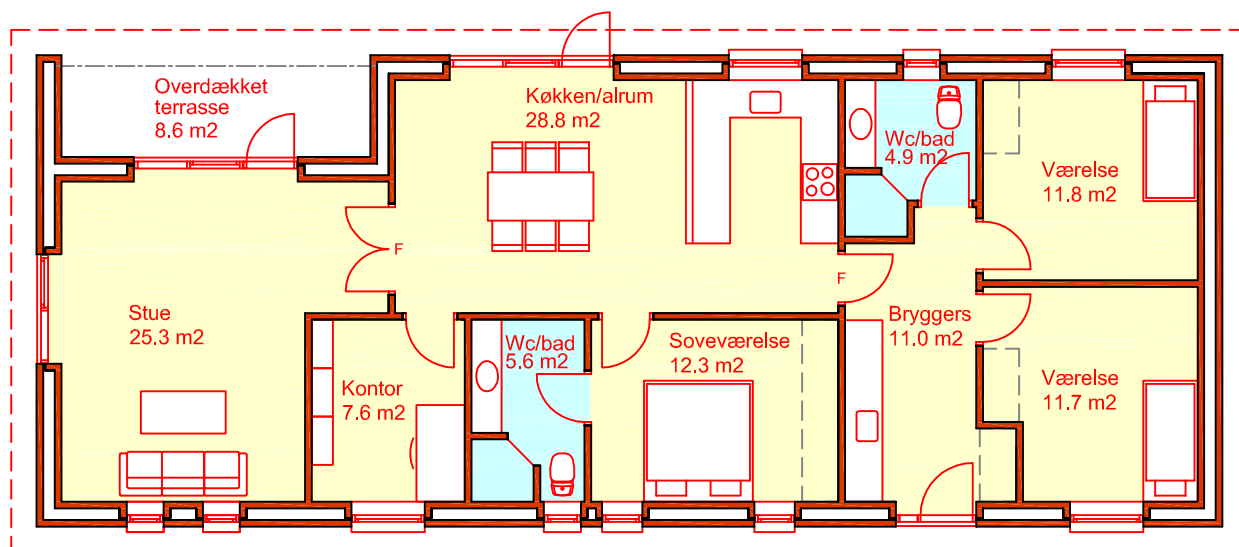 Overdækket
terrasse
8.6 m2
Køkken/alrum
28.8 m2
Wc/bad
4.9 m2
Værelse
11.8 m2
F
F
Stue
25.3 m2
Bryggers
11.0 m2
Wc/bad
5.6 m2
Soveværelse
12.3 m2
Kontor
7.6 m2
Værelse
11.7 m2